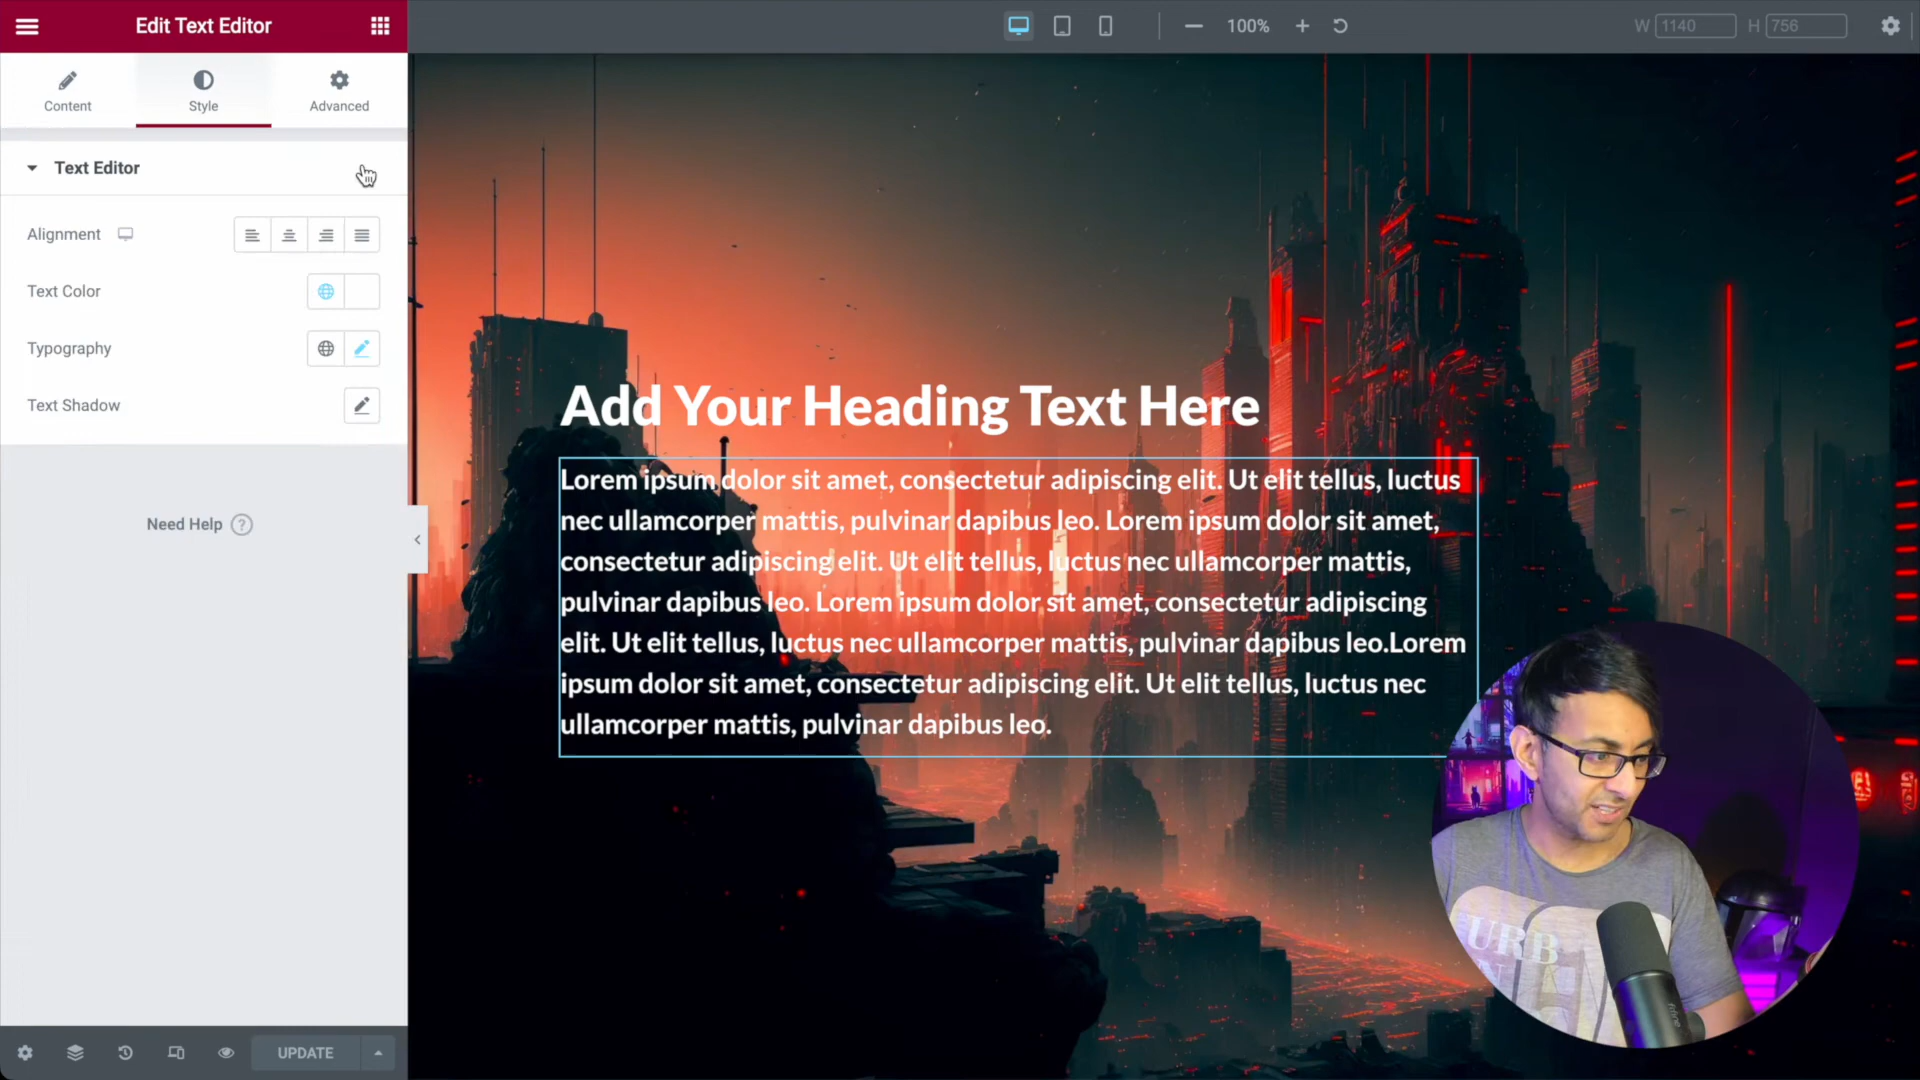 Edit Text Editor
100%
W 1140 H 756
Content
Style
Advanced
Text Editor
Alignment
Text Color
Typography
Text Shadow
Need Help ?
Add Your Heading Text Here
Lorem ipsum dolor sit amet, consectetur adipiscing elit. Ut elit tellus, luctus
nec ullamcorper mattis, pulvinar dapibus leo. Lorem ipsum dolor sit amet,
consectetur adipiscing elit. Ut elit tellus, luctus nec ullamcorper mattis,
pulvinar dapibus leo. Lorem ipsum dolor sit amet, consectetur adipiscing
elit. Ut elit tellus, luctus nec ullamcorper mattis, pulvinar dapibus leo.Lorem
ipsum dolor sit amet, consectetur adipiscing elit. Ut elit tellus, luctus nec
ullamcorper mattis, pulvinar dapibus leo.
URB
UPDATE